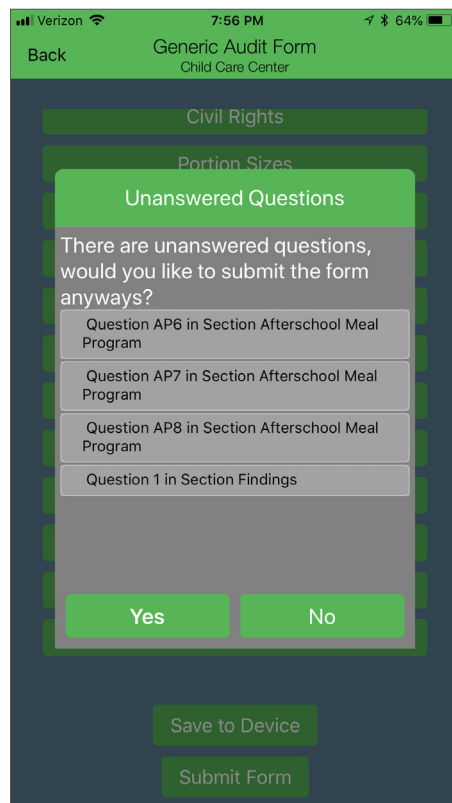 Verizon 7:56 PM 64%
Back Generic Audit Form
Child Care Center
Civil Rights
Portion Sizes
Unanswered Questions
There are unanswered questions,
would you like to submit the form
anyways?
Question AP6 in Section Afterschool Meal
Program
Question AP7 in Section Afterschool Meal
Program
Question AP8 in Section Afterschool Meal
Program
Question 1 in Section Findings
Yes No
Save to Device
Submit Form